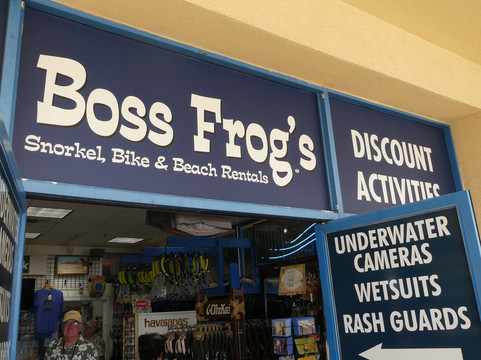 Boss Frog's
Snorkel, Bike & Beach Rentals
DISCOUNT
ACTIVITIES
UNDERWATER
CAMERAS
WETSUITS
RASH GUARDS
havaianas